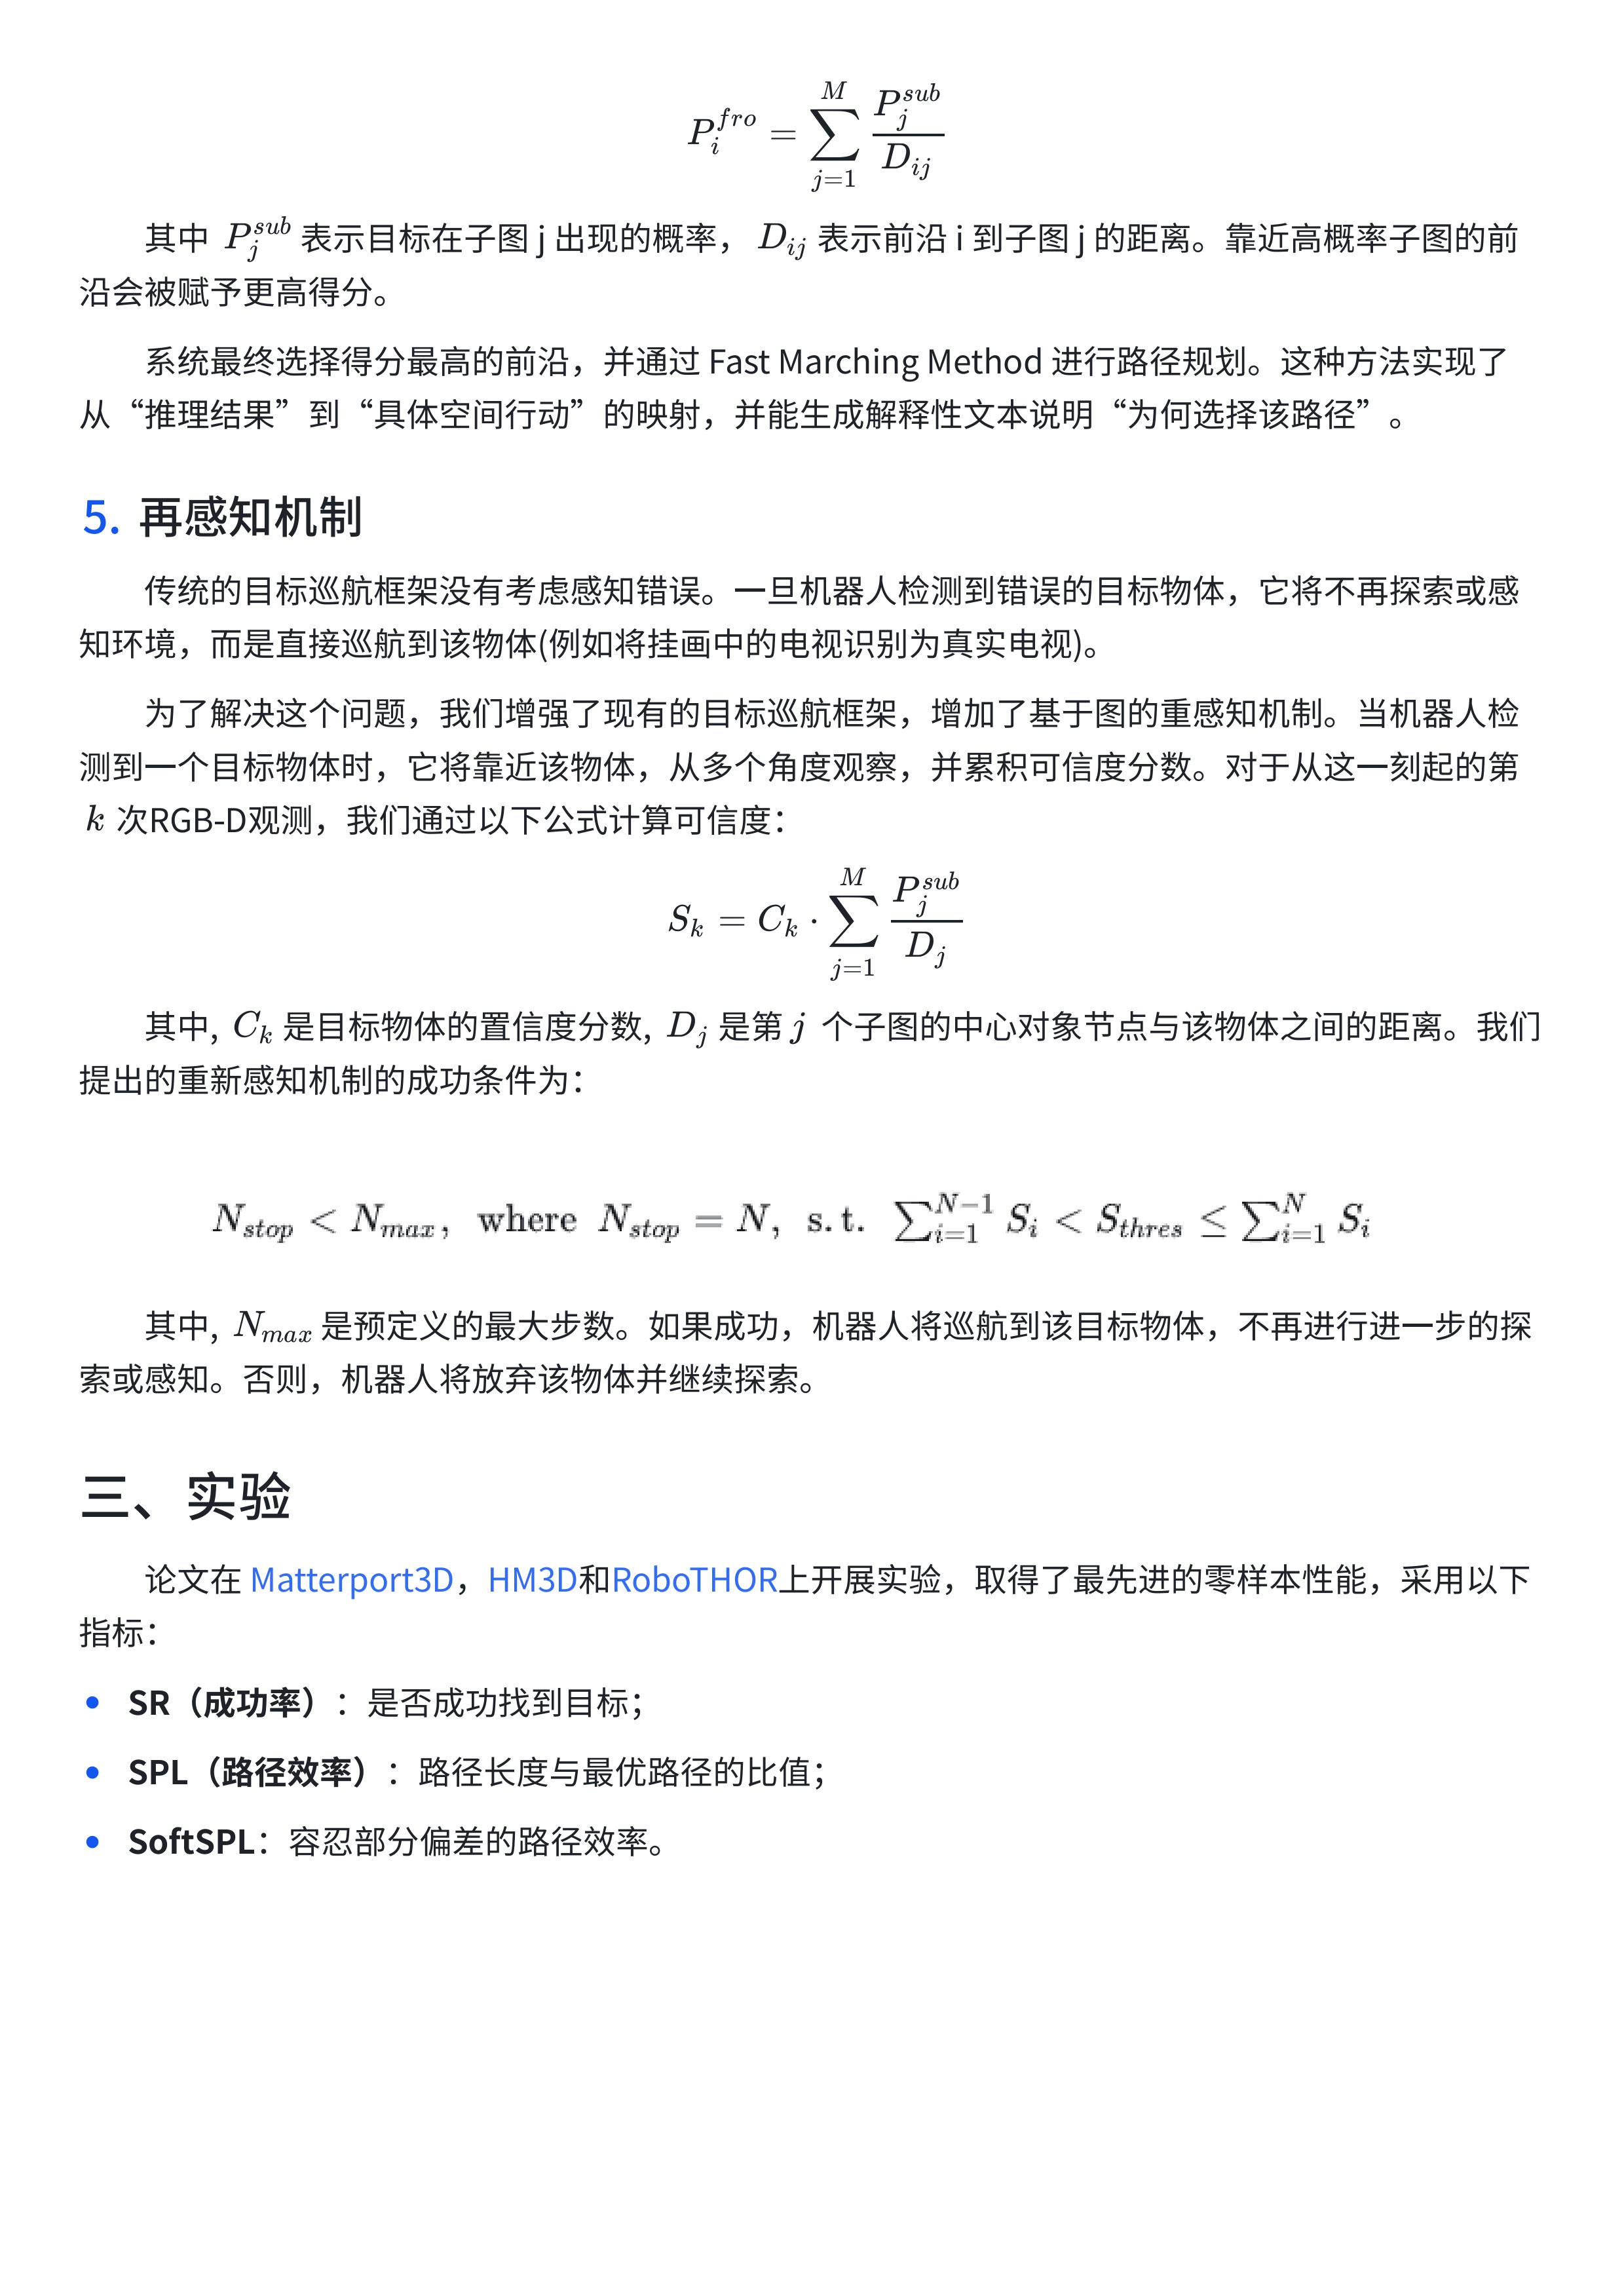 $P_i^{fro} = \sum_{j=1}^{M} \frac{P_j^{sub}}{D_{ij}}$
其中 $P_j^{sub}$ 表示目标在子图 j 出现的概率， $D_{ij}$ 表示前沿 i 到子图 j 的距离。靠近高概率子图的前
沿会被赋予更高得分。
系统最终选择得分最高的前沿，并通过 Fast Marching Method 进行路径规划。这种方法实现了
从“推理结果”到“具体空间行动”的映射，并能生成解释性文本说明“为何选择该路径”。
5. 再感知机制
传统的目标巡航框架没有考虑感知错误。一旦机器人检测到错误的目标物体，它将不再探索或感
知环境，而是直接巡航到该物体(例如将挂画中的电视识别为真实电视)。
为了解决这个问题，我们增强了现有的目标巡航框架，增加了基于图的重感知机制。当机器人检
测到一个目标物体时，它将靠近该物体，从多个角度观察，并累积可信度分数。对于从这一刻起的第
$k$ 次RGB-D观测，我们通过以下公式计算可信度：
$S_k = C_k \cdot \sum_{j=1}^{M} \frac{P_j^{sub}}{D_j}$
其中, $C_k$ 是目标物体的置信度分数, $D_j$ 是第 $j$ 个子图的中心对象节点与该物体之间的距离。我们
提出的重新感知机制的成功条件为：
$N_{stop} < N_{max}, \text{ where } N_{stop} = N, \text{ s.t. } \sum_{i=1}^{N-1} S_i < S_{thres} \leq \sum_{i=1}^{N} S_i$
其中, $N_{max}$ 是预定义的最大步数。如果成功，机器人将巡航到该目标物体，不再进行进一步的探
索或感知。否则，机器人将放弃该物体并继续探索。
三、实验
论文在 Matterport3D，HM3D和RoboTHOR上开展实验，取得了最先进的零样本性能，采用以下
指标：
• SR（成功率）：是否成功找到目标；
• SPL（路径效率）：路径长度与最优路径的比值；
• SoftSPL：容忍部分偏差的路径效率。